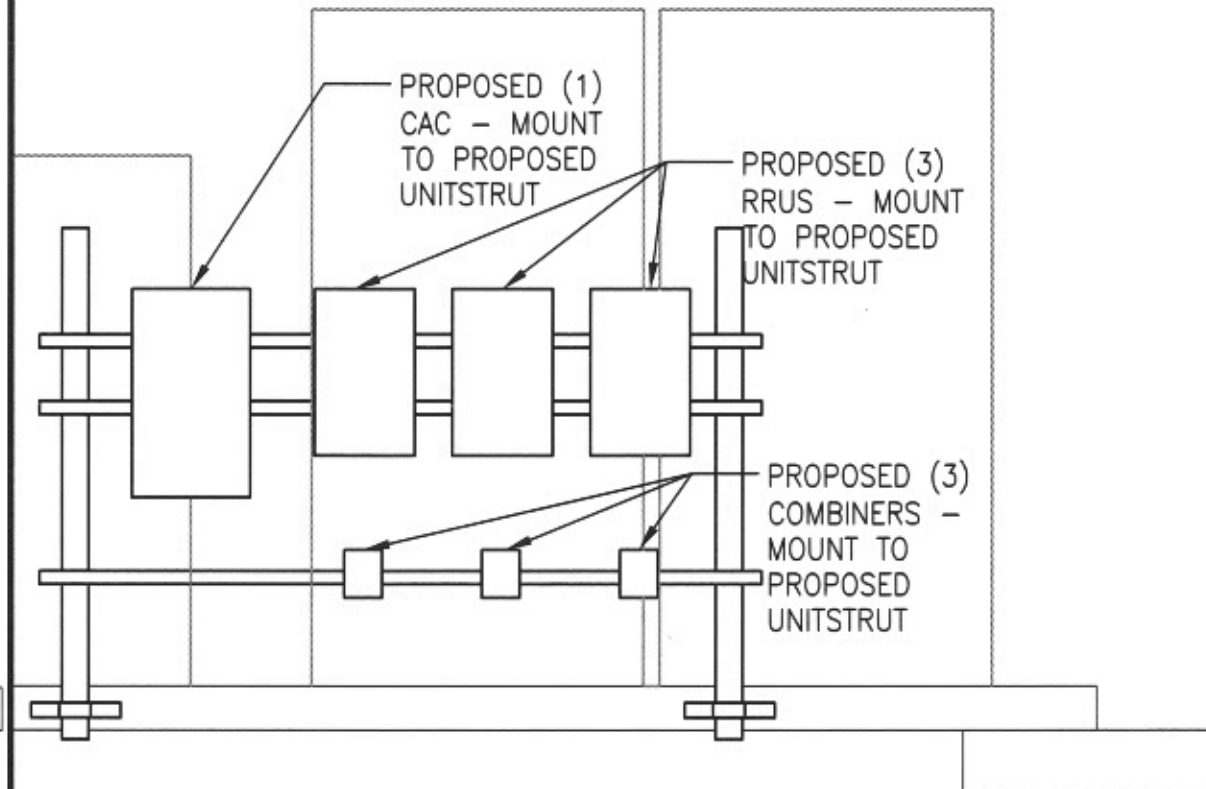 PROPOSED (1)
CAC – MOUNT
TO PROPOSED
UNITSTRUT
PROPOSED (3)
RRUS – MOUNT
TO PROPOSED
UNITSTRUT
PROPOSED (3)
COMBINERS –
MOUNT TO
PROPOSED
UNITSTRUT